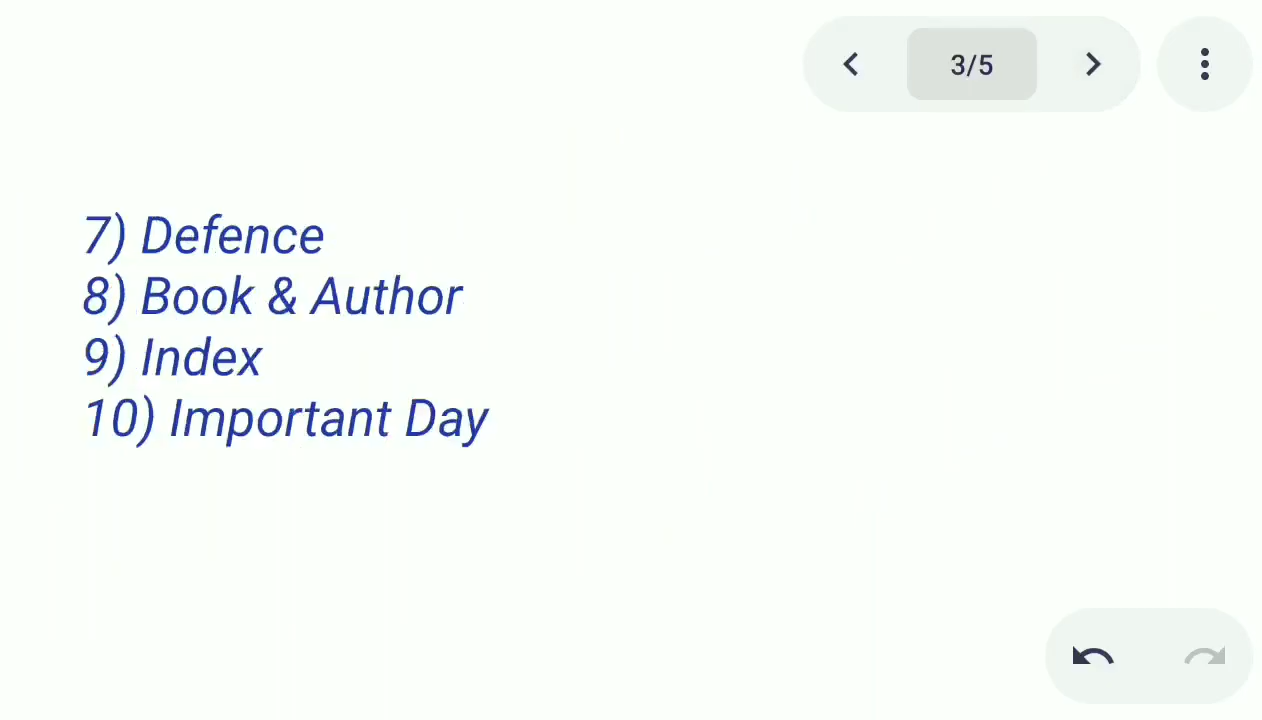 3/5
7) Defence
8) Book & Author
9) Index
10) Important Day